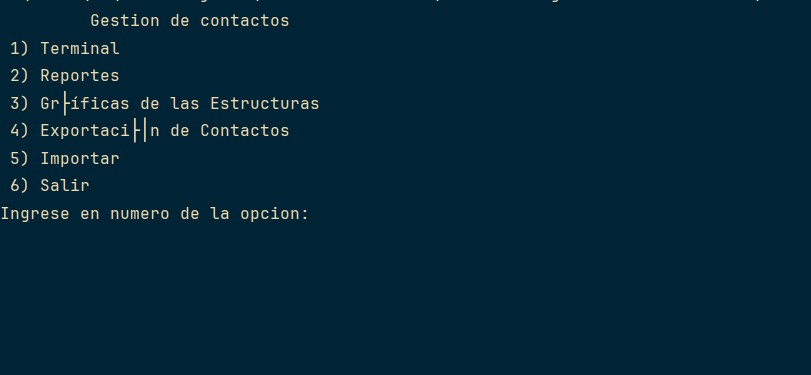 Gestion de contactos
1) Terminal
2) Reportes
3) Gr├íficas de las Estructuras
4) Exportaci├│n de Contactos
5) Importar
6) Salir
Ingrese en numero de la opcion: